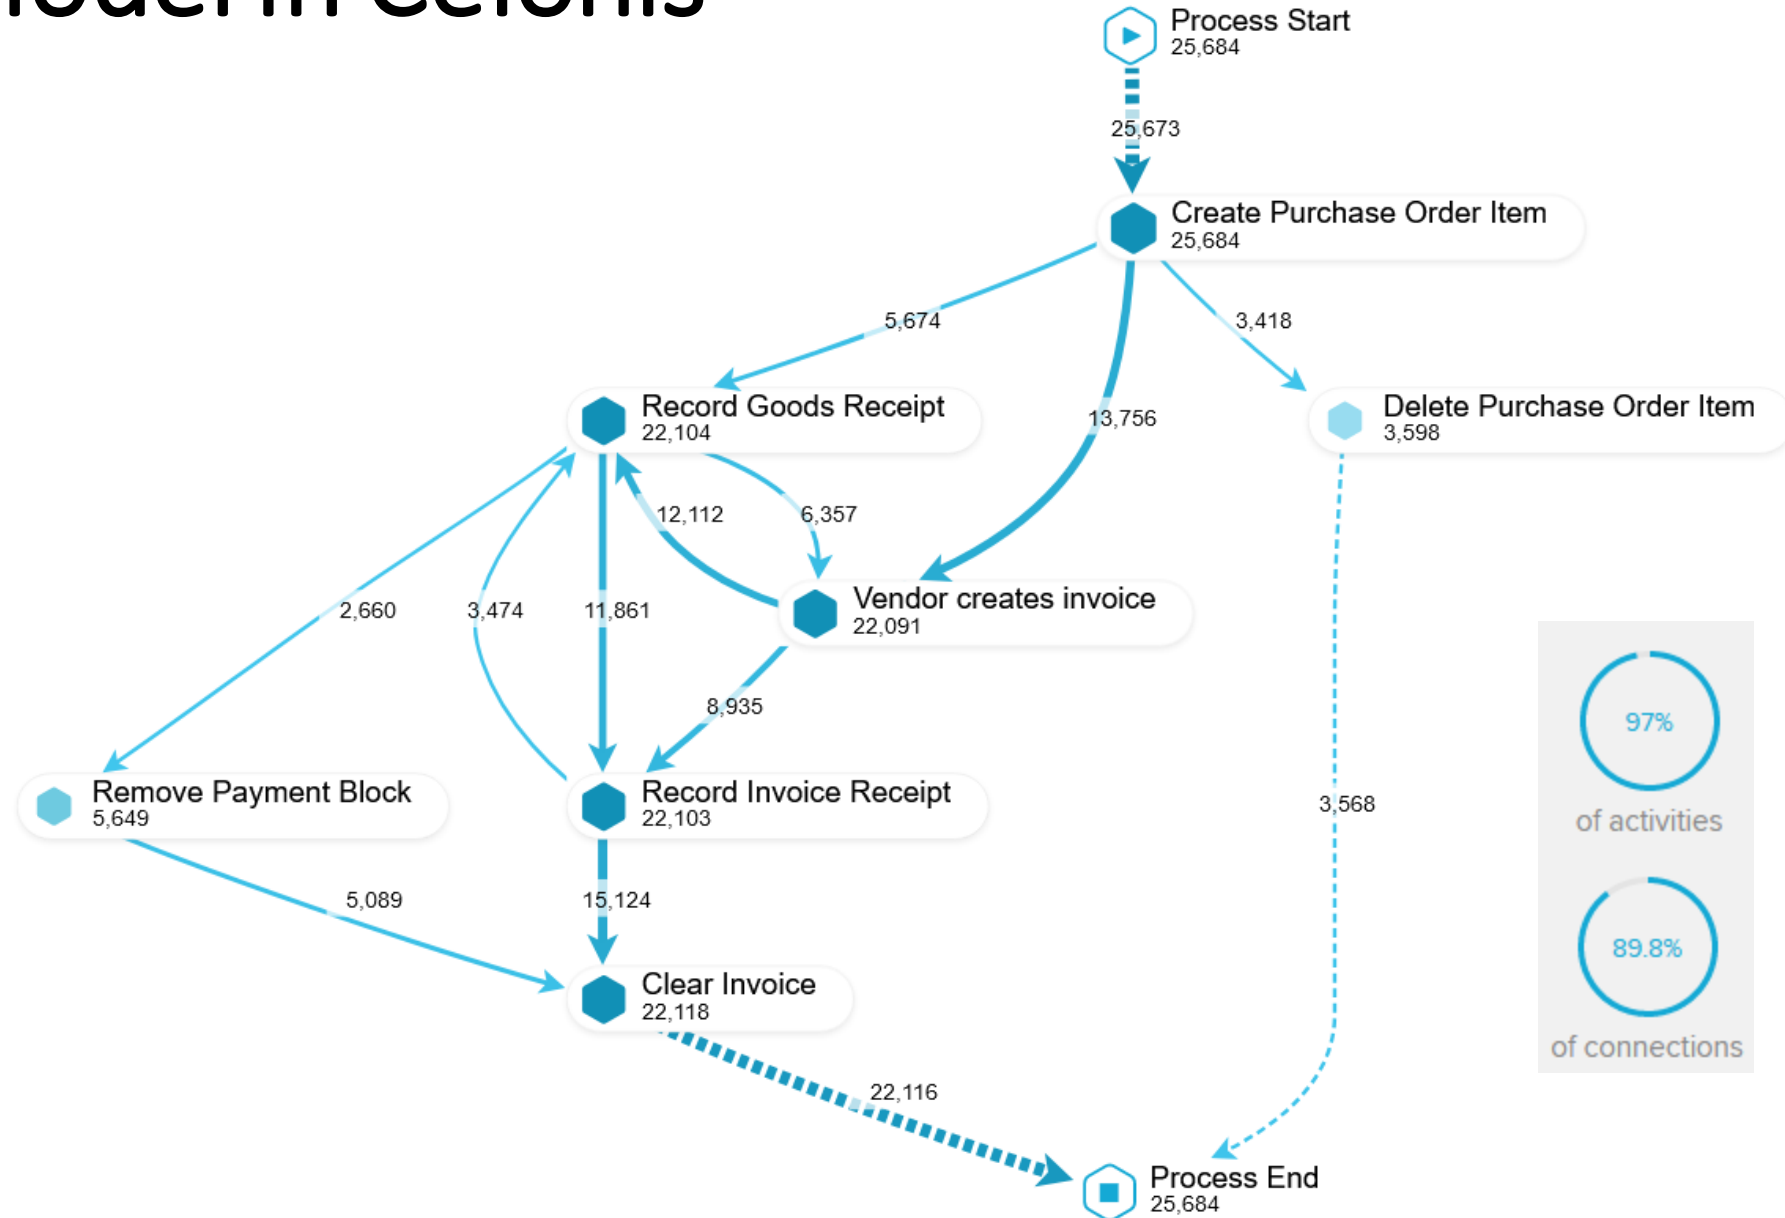 in Celonis
Process Start
25,684
25,673
Create Purchase Order Item
25,684
5,674
3,418
Record Goods Receipt
22,104
13,756
Delete Purchase Order Item
3,598
12,112
6,357
2,660
3,474
11,861
Vendor creates invoice
22,091
8,935
97%
of activities
Remove Payment Block
5,649
Record Invoice Receipt
22,103
3,568
5,089
15,124
89.8%
of connections
Clear Invoice
22,118
22,116
Process End
25,684